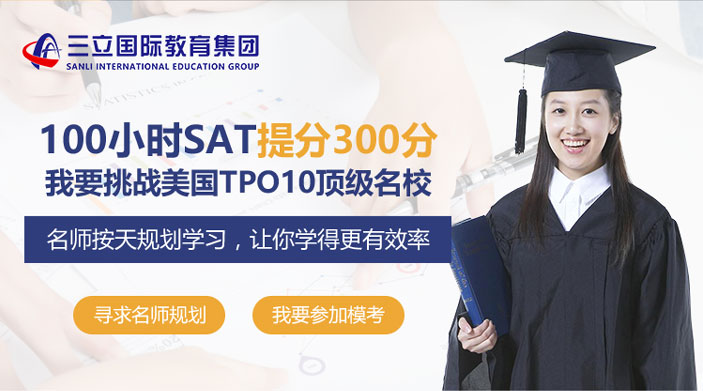 三立国际教育集团
SANLI INTERNATIONAL EDUCATION GROUP
100小时SAT提分300分
我要挑战美国TPO10顶级名校
名师按天规划学习，让你学得更有效率
寻求名师规划
我要参加模考